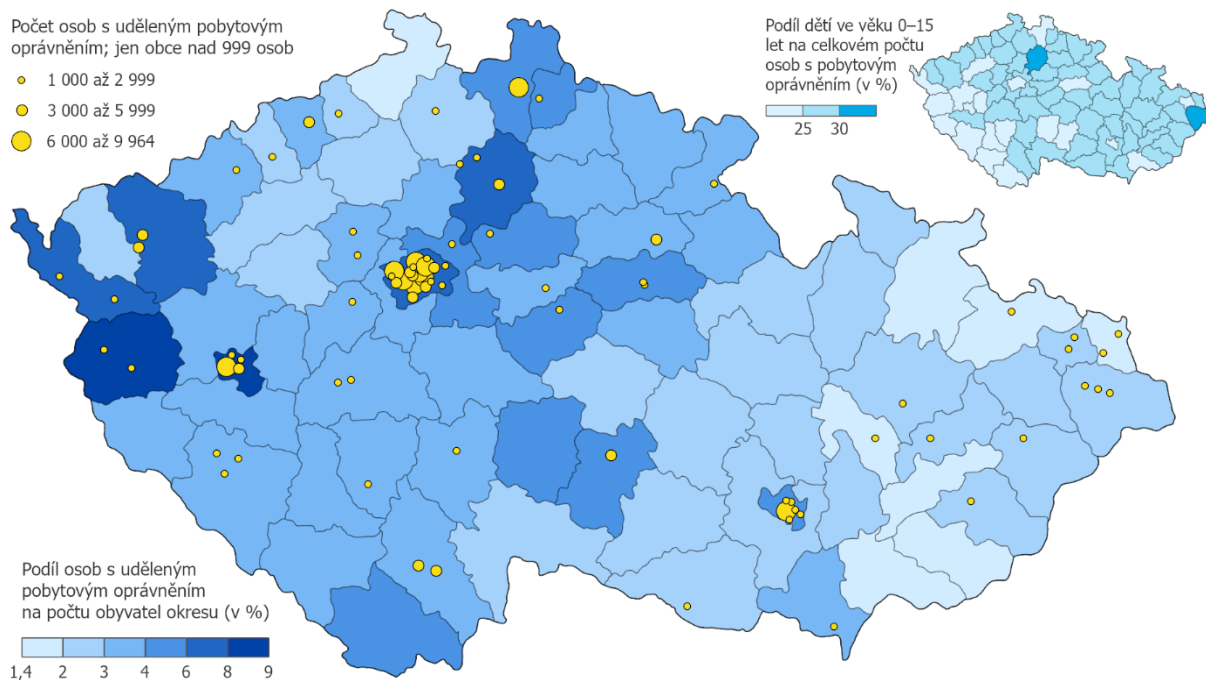 Počet osob s uděleným pobytovým
oprávněním; jen obce nad 999 osob
1 000 až 2 999
3 000 až 5 999
6 000 až 9 964
Podíl dětí ve věku 0–15
let na celkovém počtu
osob s pobytovým
oprávněním (v %)
25 30
Podíl osob s uděleným
pobytovým oprávněním
na počtu obyvatel okresu (v %)
1,4 2 3 4 6 8 9